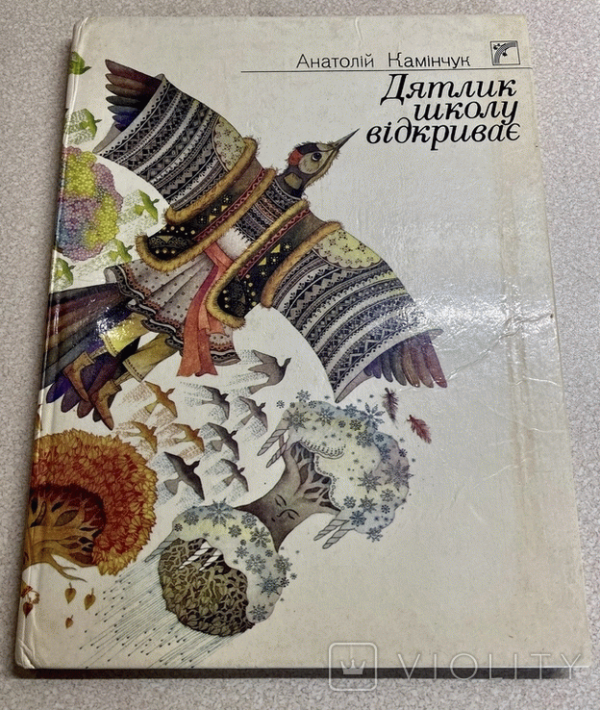 Анатолій Камінчук
Дятлик
школу
відкриває
VIOLITY